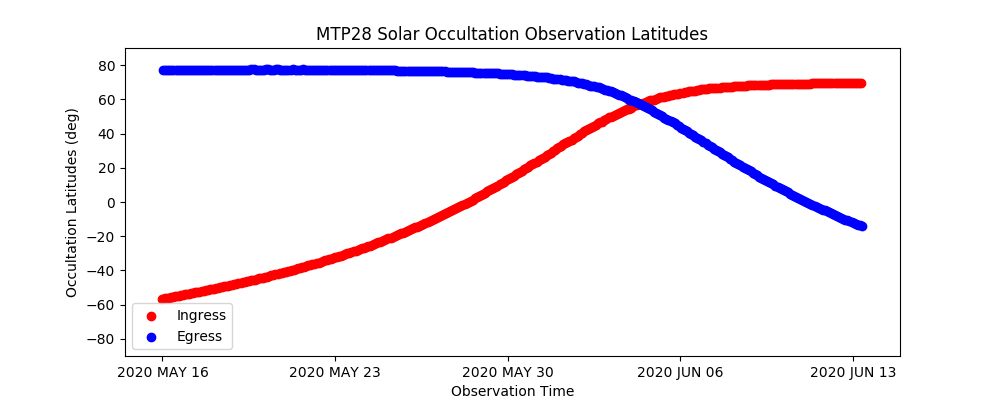 MTP28 Solar Occultation Observation Latitudes
Occultation Latitudes (deg)
80
60
40
20
0
−20
−40
−60
−80
Ingress
Egress
2020 MAY 16
2020 MAY 23
2020 MAY 30
2020 JUN 06
2020 JUN 13
Observation Time